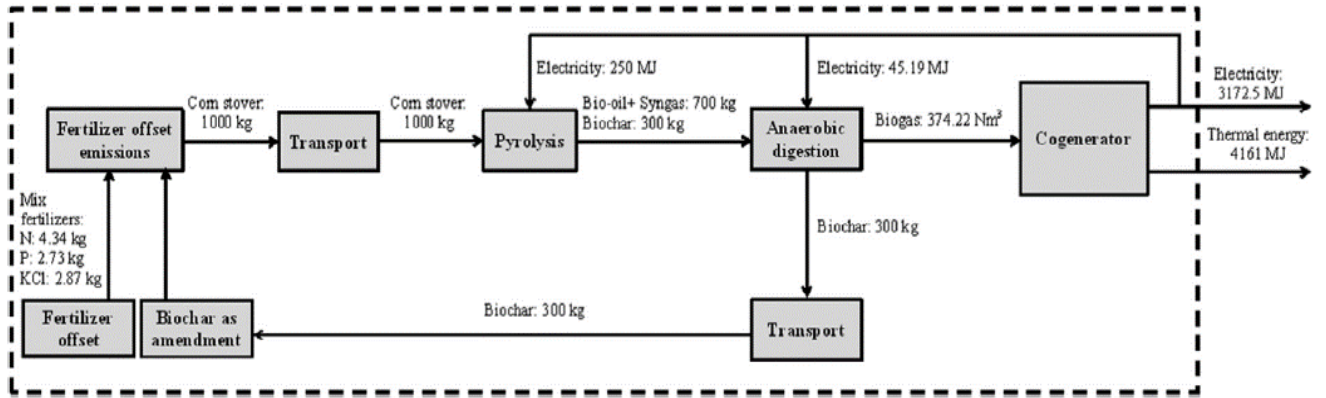 Electricity: 250 MJ
Electricity: 45.19 MJ
Electricity:
3172.5 MJ
Corn stover:
1000 kg
Corn stover:
1000 kg
Bio-oil+ Syngas: 700 kg
Biochar: 300 kg
Biogas: 374.22 Nm³
Thermal energy:
4161 MJ
Fertilizer offset
emissions
Transport
Pyrolysis
Anaerobic
digestion
Cogenerator
Mix
fertilizers:
N: 4.34 kg
P: 2.73 kg
KCl: 2.87 kg
Biochar: 300 kg
Fertilizer
offset
Biochar as
amendment
Biochar: 300 kg
Transport